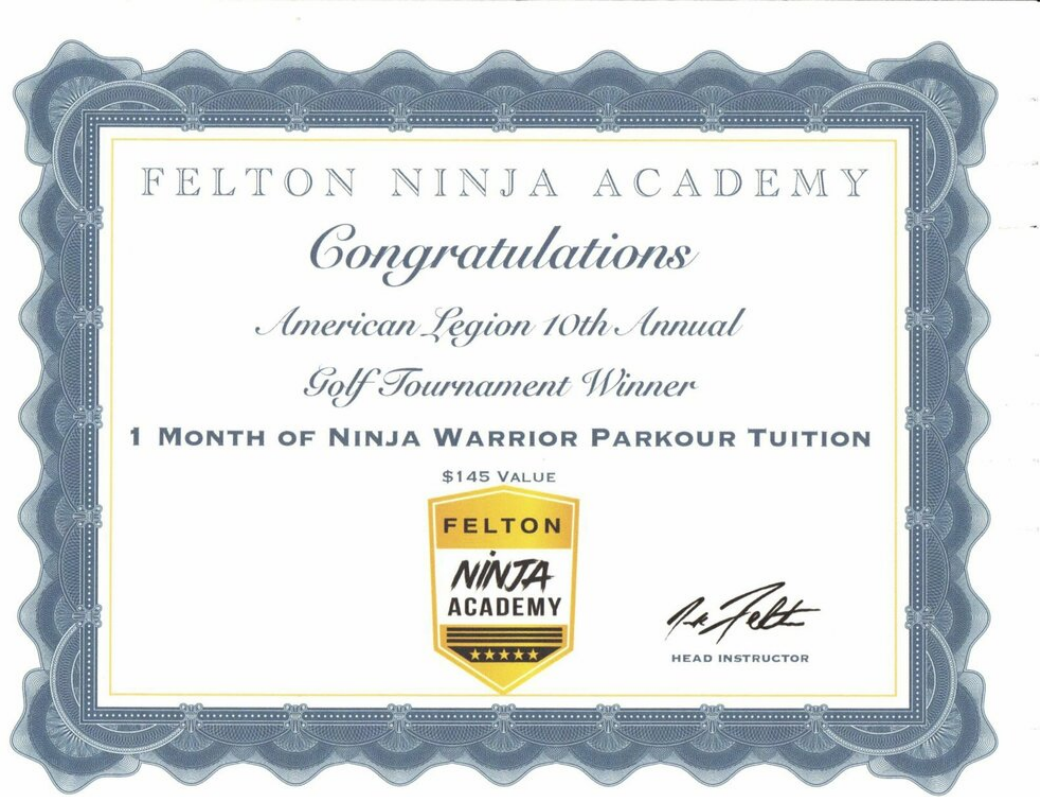 FELTON NINJA ACADEMY
Congratulations
American Legion 10th Annual
Golf Tournament Winner
1 MONTH OF NINJA WARRIOR PARKOUR TUITION
$145 VALUE
FELTON
NINJA
ACADEMY
HEAD INSTRUCTOR